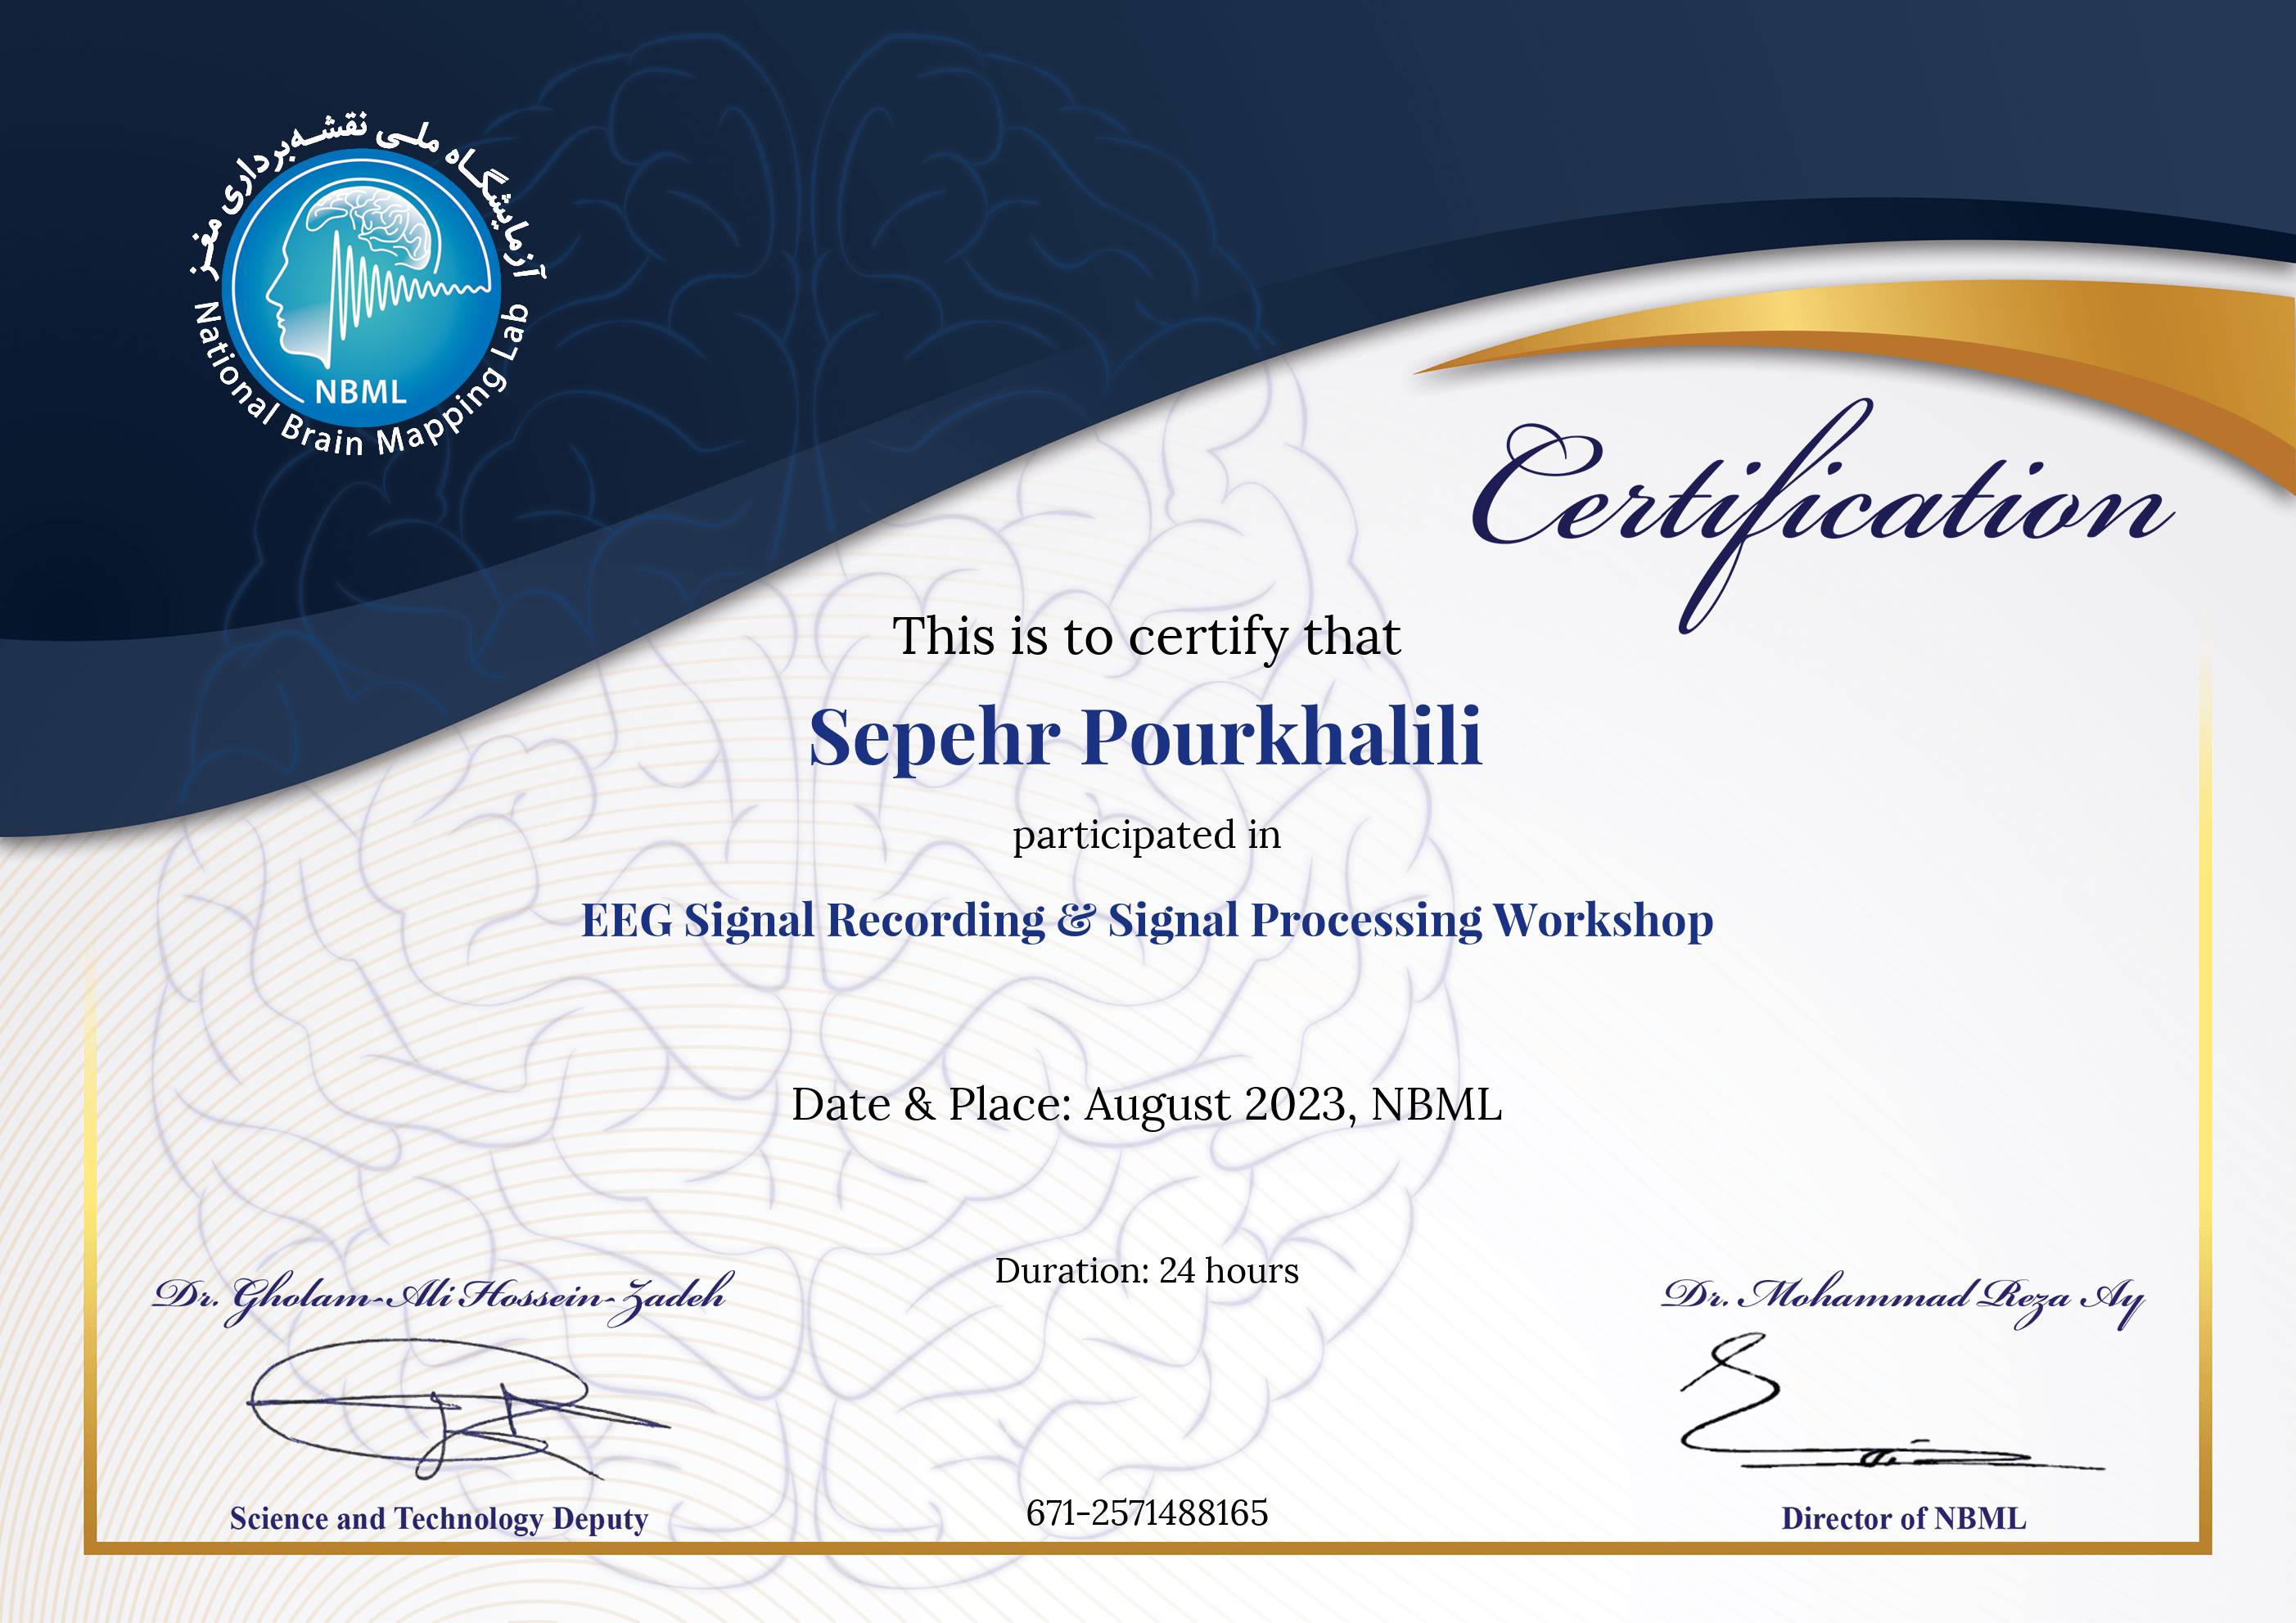 آزمایشگاه ملی نقشه‌برداری مغز
NBML
National Brain Mapping Lab
Certification
This is to certify that
Sepehr Pourkhalili
participated in
EEG Signal Recording & Signal Processing Workshop
Date & Place: August 2023, NBML
Duration: 24 hours
Dr. Gholam-Ali Hossein-Zadeh
Dr. Mohammad Reza Ay
Science and Technology Deputy
671-2571488165
Director of NBML